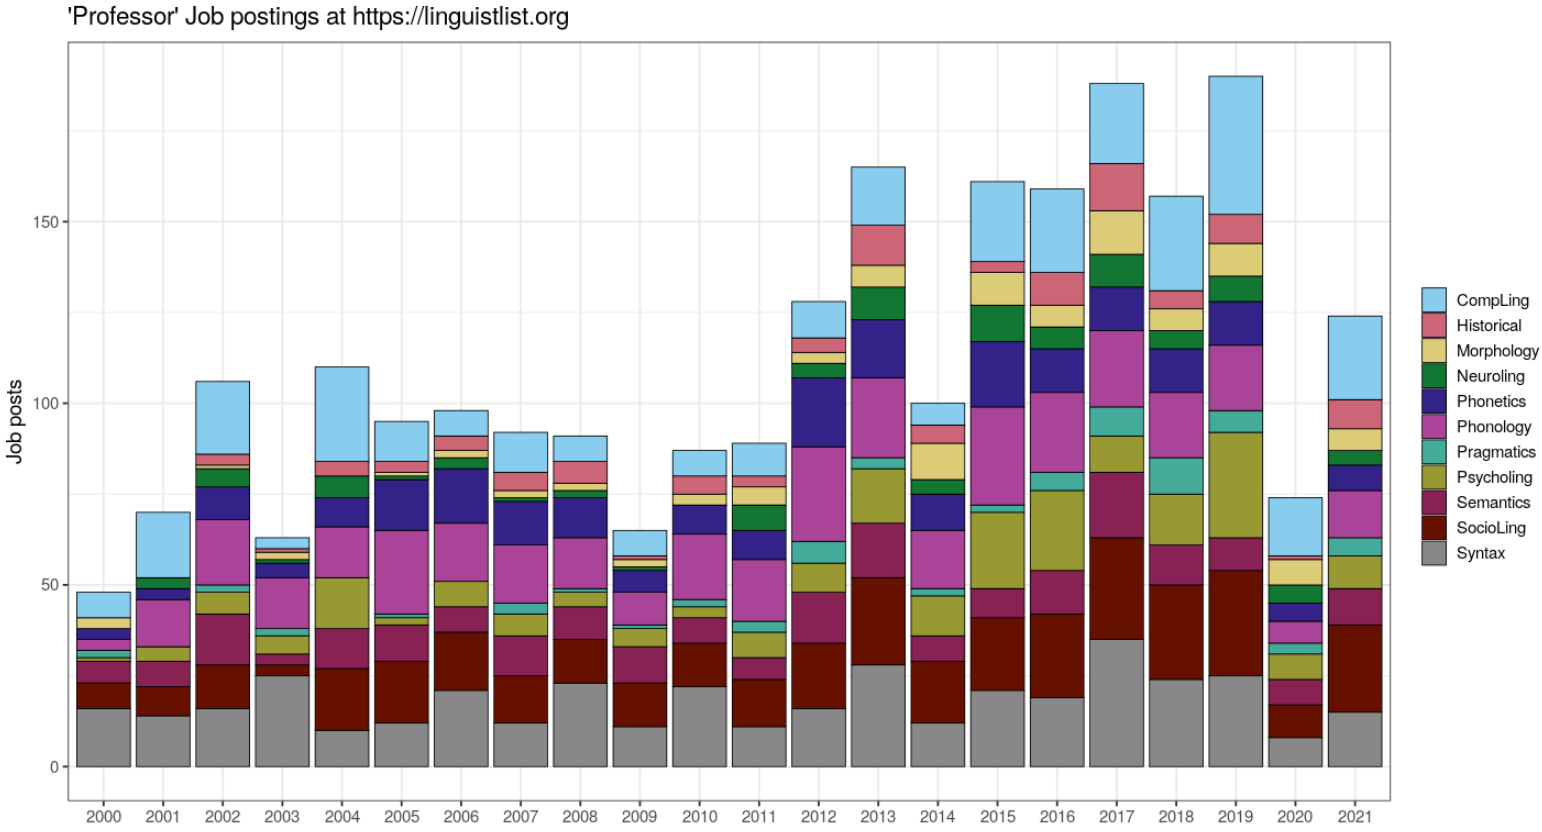 'Professor' Job postings at https://linguistlist.org
Job posts
150
100
50
0
2000 2001 2002 2003 2004 2005 2006 2007 2008 2009 2010 2011 2012 2013 2014 2015 2016 2017 2018 2019 2020 2021
CompLing
Historical
Morphology
Neuroling
Phonetics
Phonology
Pragmatics
Psycholing
Semantics
SocioLing
Syntax